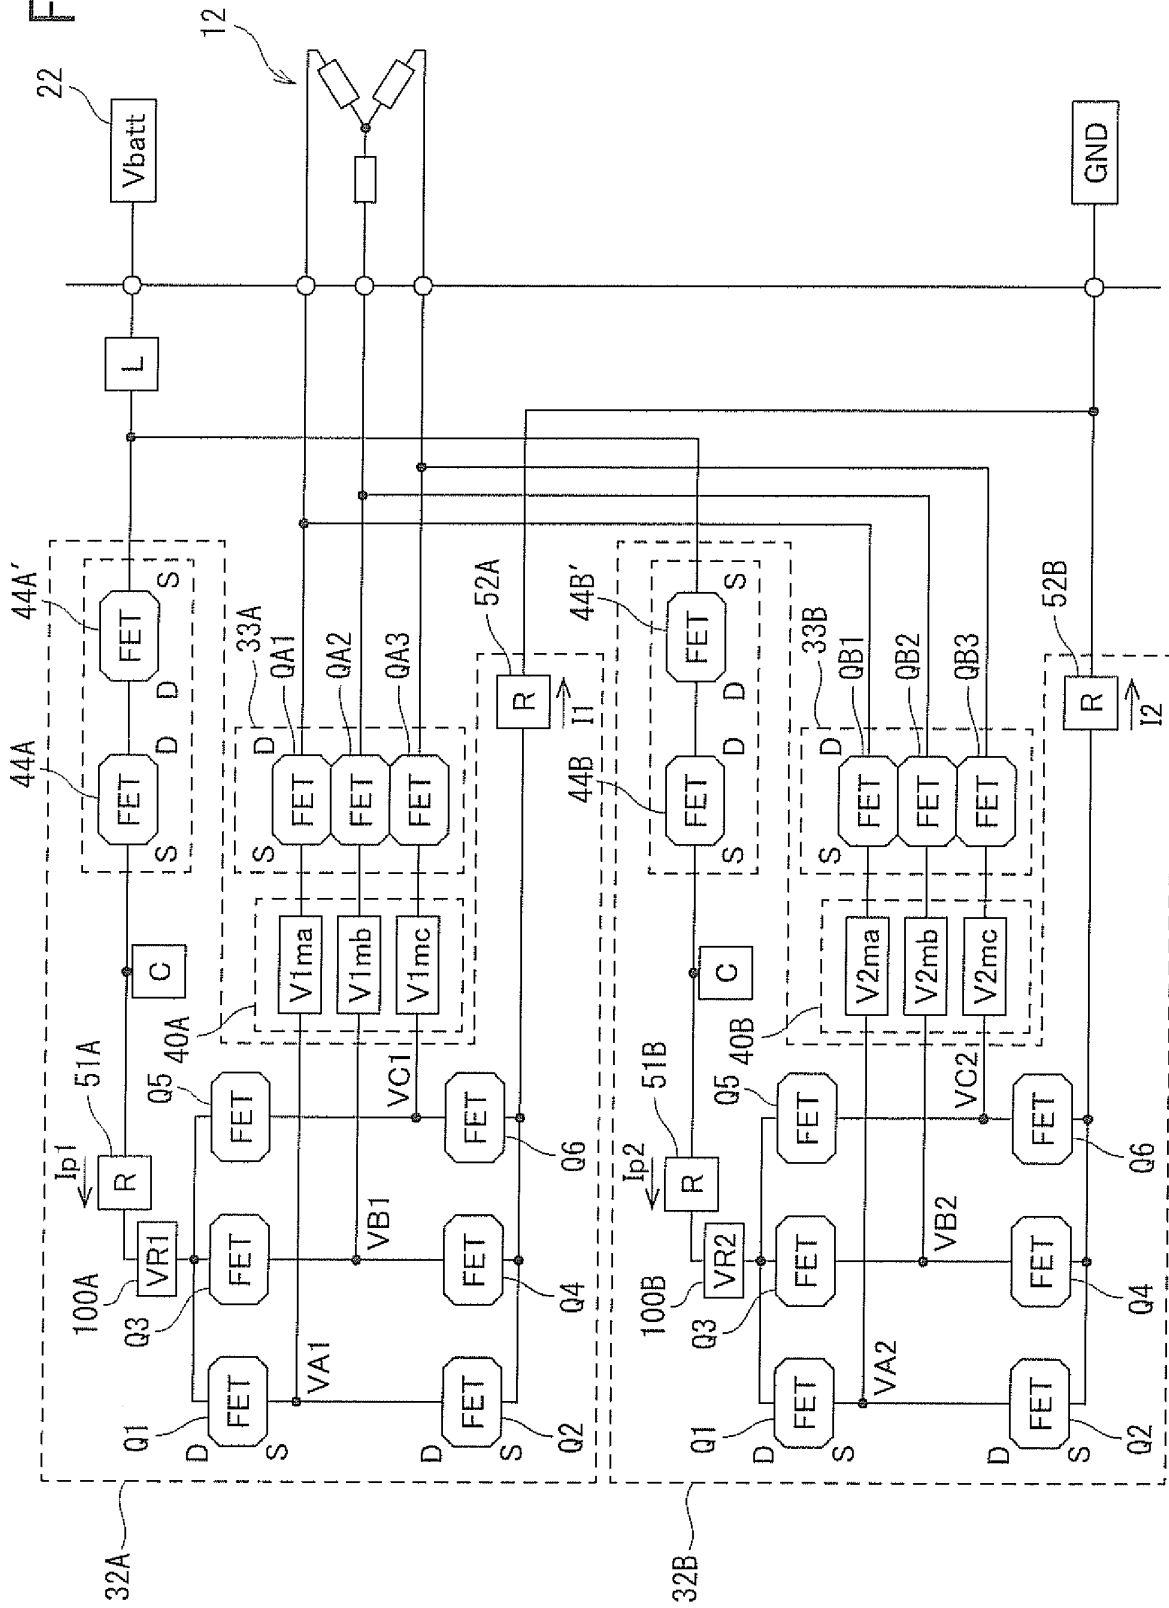 F
12
22
Vbatt
GND
L
44A'
44A
FET
FET
S
D
D
S
33A
QA1
QA2
QA3
D
FET
FET
FET
S
52A
R
I1
C
40A
V1ma
V1mb
V1mc
51A
Ip1
R
100A
VR1
Q5
FET
Q3
FET
Q1
FET
D
S
VA1
VB1
VC1
FET
Q6
FET
Q4
FET
Q2
D
S
32A
44B'
44B
FET
FET
S
D
D
S
33B
QB1
QB2
QB3
D
FET
FET
FET
S
52B
R
I2
C
40B
V2ma
V2mb
V2mc
51B
Ip2
R
100B
VR2
Q5
FET
Q3
FET
Q1
FET
D
S
VA2
VB2
VC2
FET
Q6
FET
Q4
FET
Q2
D
S
32B